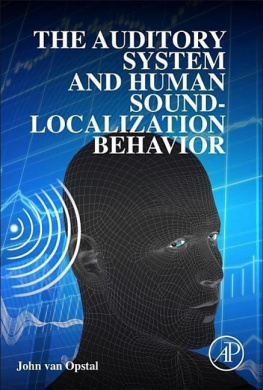 THE AUDITORY
SYSTEM
AND HUMAN
SOUND-
LOCALIZATION
BEHAVIOR
John van Opstal
AP